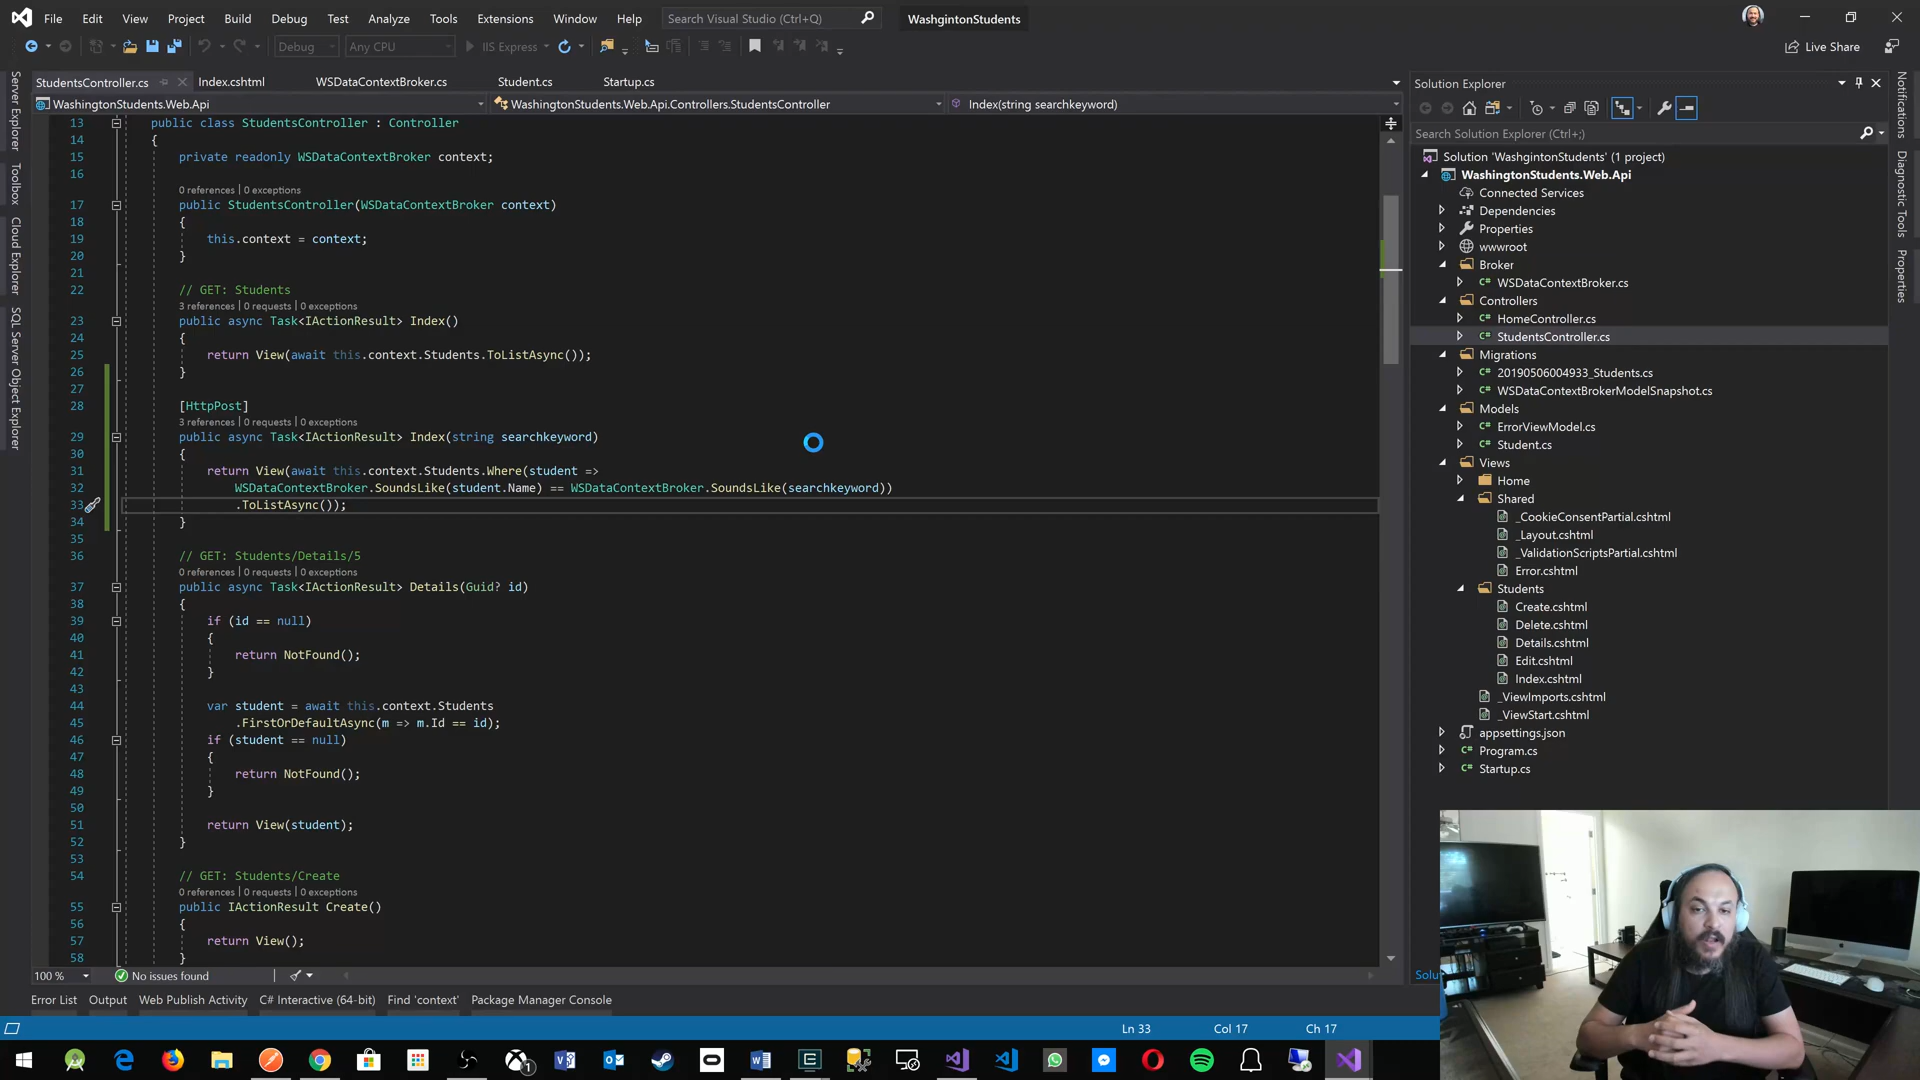 File Edit View Project Build Debug Test Analyze Tools Extensions Window Help Search Visual Studio (Ctrl+Q) WashgintonStudents
Debug Any CPU IIS Express Live Share
StudentsController.cs Index.cshtml WSDataContextBroker.cs Student.cs Startup.cs
WashingtonStudents.Web.Api WashingtonStudents.Web.Api.Controllers.StudentsController Index(string searchkeyword)
Server Explorer
Toolbox
Cloud Explorer
SQL Server Object Explorer
13 public class StudentsController : Controller
14 {
15 private readonly WSDataContextBroker context;
16
0 references | 0 exceptions
17 public StudentsController(WSDataContextBroker context)
18 {
19 this.context = context;
20 }
21
22 // GET: Students
3 references | 0 requests | 0 exceptions
23 public async Task<IActionResult> Index()
24 {
25 return View(await this.context.Students.ToListAsync());
26 }
27
28 [HttpPost]
3 references | 0 requests | 0 exceptions
29 public async Task<IActionResult> Index(string searchkeyword)
30 {
31 return View(await this.context.Students.Where(student =>
32 WSDataContextBroker.SoundsLike(student.Name) == WSDataContextBroker.SoundsLike(searchkeyword))
33 .ToListAsync());
34 }
35
36 // GET: Students/Details/5
0 references | 0 requests | 0 exceptions
37 public async Task<IActionResult> Details(Guid? id)
38 {
39 if (id == null)
40 {
41 return NotFound();
42 }
43
44 var student = await this.context.Students
45 .FirstOrDefaultAsync(m => m.Id == id);
46 if (student == null)
47 {
48 return NotFound();
49 }
50
51 return View(student);
52 }
53
54 // GET: Students/Create
0 references | 0 requests | 0 exceptions
55 public IActionResult Create()
56 {
57 return View();
58 }
100 % No issues found
Error List Output Web Publish Activity C# Interactive (64-bit) Find 'context' Package Manager Console
Ln 33 Col 17 Ch 17
Solution Explorer
Search Solution Explorer (Ctrl+;)
Solution 'WashgintonStudents' (1 project)
WashingtonStudents.Web.Api
Connected Services
Dependencies
Properties
wwwroot
Broker
C# WSDataContextBroker.cs
Controllers
C# HomeController.cs
C# StudentsController.cs
Migrations
C# 20190506004933_Students.cs
C# WSDataContextBrokerModelSnapshot.cs
Models
C# ErrorViewModel.cs
C# Student.cs
Views
Home
Shared
_CookieConsentPartial.cshtml
_Layout.cshtml
_ValidationScriptsPartial.cshtml
Error.cshtml
Students
Create.cshtml
Delete.cshtml
Details.cshtml
Edit.cshtml
Index.cshtml
_ViewImports.cshtml
_ViewStart.cshtml
appsettings.json
C# Program.cs
C# Startup.cs
Solu
Notifications
Diagnostic Tools
Properties
1